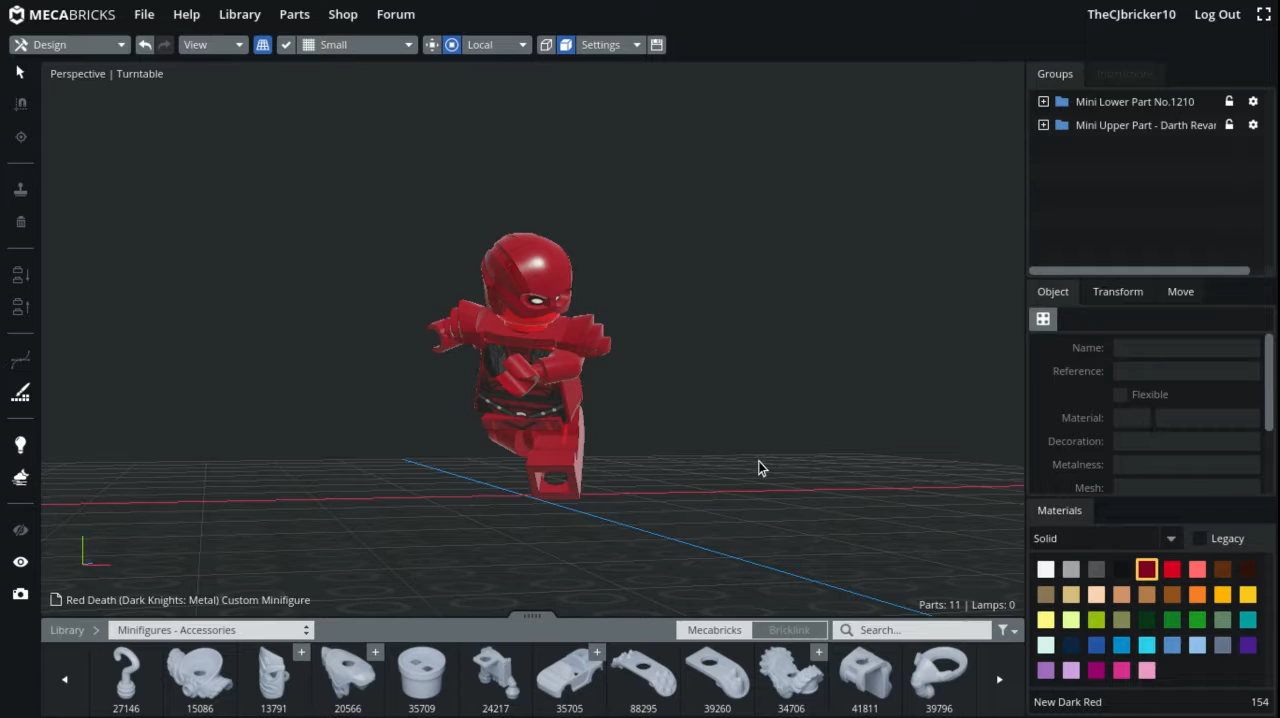 MECABRICKS File Help Library Parts Shop Forum TheCJbricker10 Log Out
Design View Small Local Settings
Perspective | Turntable
Groups Instructions
Mini Lower Part No.1210
Mini Upper Part - Darth Revar
Object Transform Move
Name:
Reference:
Flexible
Material:
Decoration:
Metalness:
Mesh:
Materials
Solid Legacy
Red Death (Dark Knights: Metal) Custom Minifigure Parts: 11 | Lamps: 0
Library Minifigures - Accessories Mecabricks Bricklink Search...
27146 15086 13791 20566 35709 24217 35705 88295 39260 34706 41811 39796
New Dark Red 154